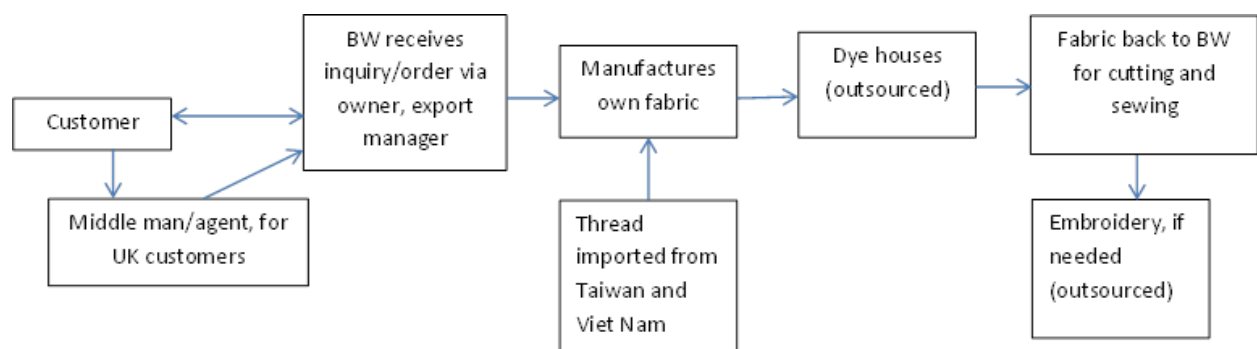 Customer
Middle man/agent, for
UK customers
BW receives
inquiry/order via
owner, export
manager
Manufactures
own fabric
Thread
imported from
Taiwan and
Viet Nam
Dye houses
(outsourced)
Fabric back to BW
for cutting and
sewing
Embroidery, if
needed
(outsourced)